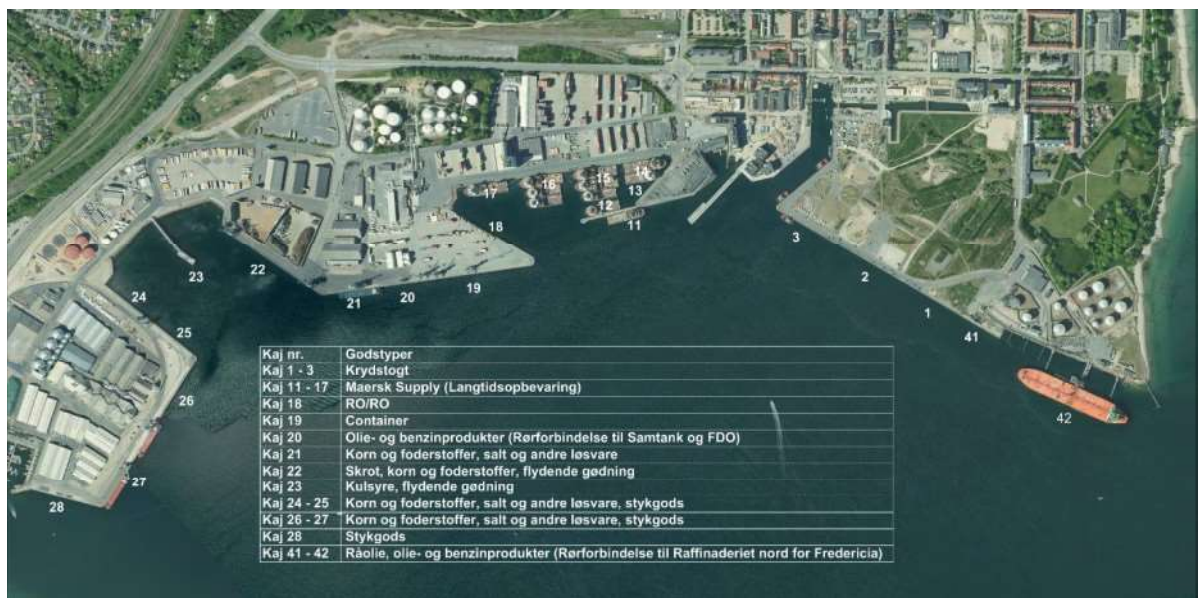 17
16
15
14
13
12
11
18
3
23
22
21
20
19
2
1
41
42
24
25
26
27
28
Kaj nr. Godstyper
Kaj 1 - 3 Krydstogt
Kaj 11 - 17 Maersk Supply (Langtidsopbevaring)
Kaj 18 RO/RO
Kaj 19 Container
Kaj 20 Olie- og benzinprodukter (Rørforbindelse til Samtank og FDO)
Kaj 21 Korn og foderstoffer, salt og andre løsvare
Kaj 22 Skrot, korn og foderstoffer, flydende gødning
Kaj 23 Kulsyre, flydende gødning
Kaj 24 - 25 Korn og foderstoffer, salt og andre løsvare, stykgods
Kaj 26 - 27 Korn og foderstoffer, salt og andre løsvare, stykgods
Kaj 28 Stykgods
Kaj 41 - 42 Råolie, olie- og benzinprodukter (Rørforbindelse til Raffinaderiet nord for Fredericia)